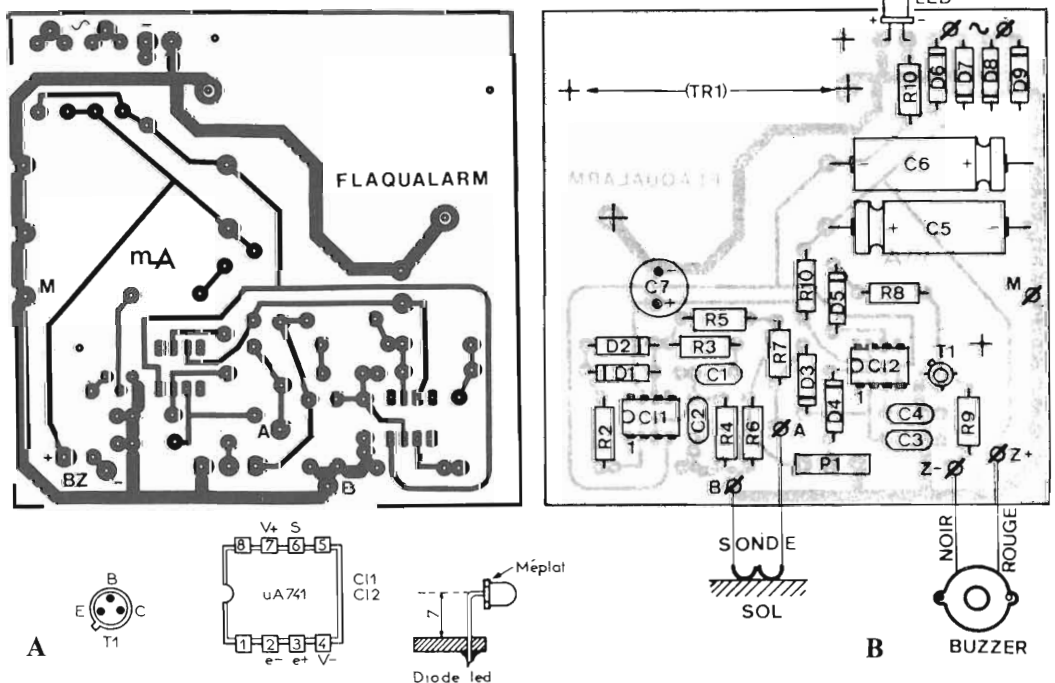 ~ -
FLAQUALARM
mA
M
A
+ BZ -
B
V+ S
8 7 6 5
uA741
CI1
CI2
1 2 3 4
e- e+ V-
B
E C
T1
A
Méplat
7
Diode led
LED
+ -
~
R10 D6 D7 D8 D9
(TR1)
- C6 +
FLAQUALARM
+ C5 -
C7
-
+
R10 D5 R8
M
R5
R7
D2 R3
D1 C1
D3 CI2 T1
1
D4
R2 CI1 C2 R4 R6
A
C4
C3
R9
P1
B
Z- Z+
SONDE
SOL
NOIR
ROUGE
BUZZER
B